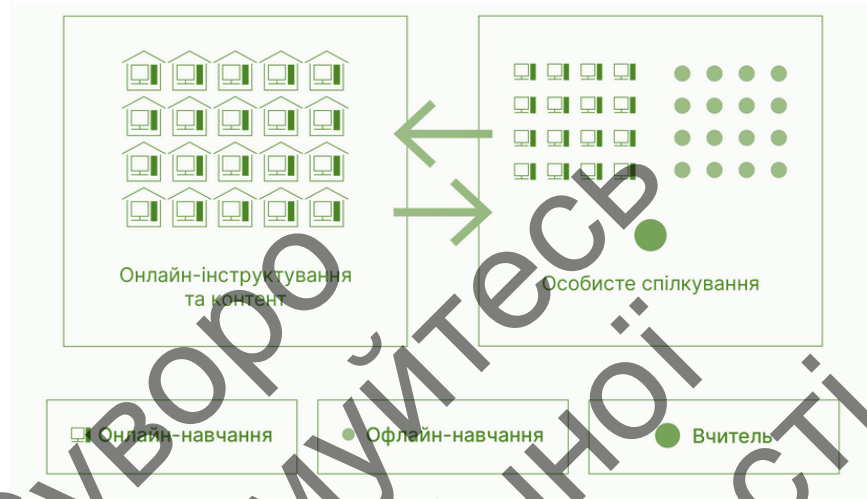 Онлайн-інструктування
та контент
Особисте спілкування
Онлайн-навчання
Офлайн-навчання
Вчитель